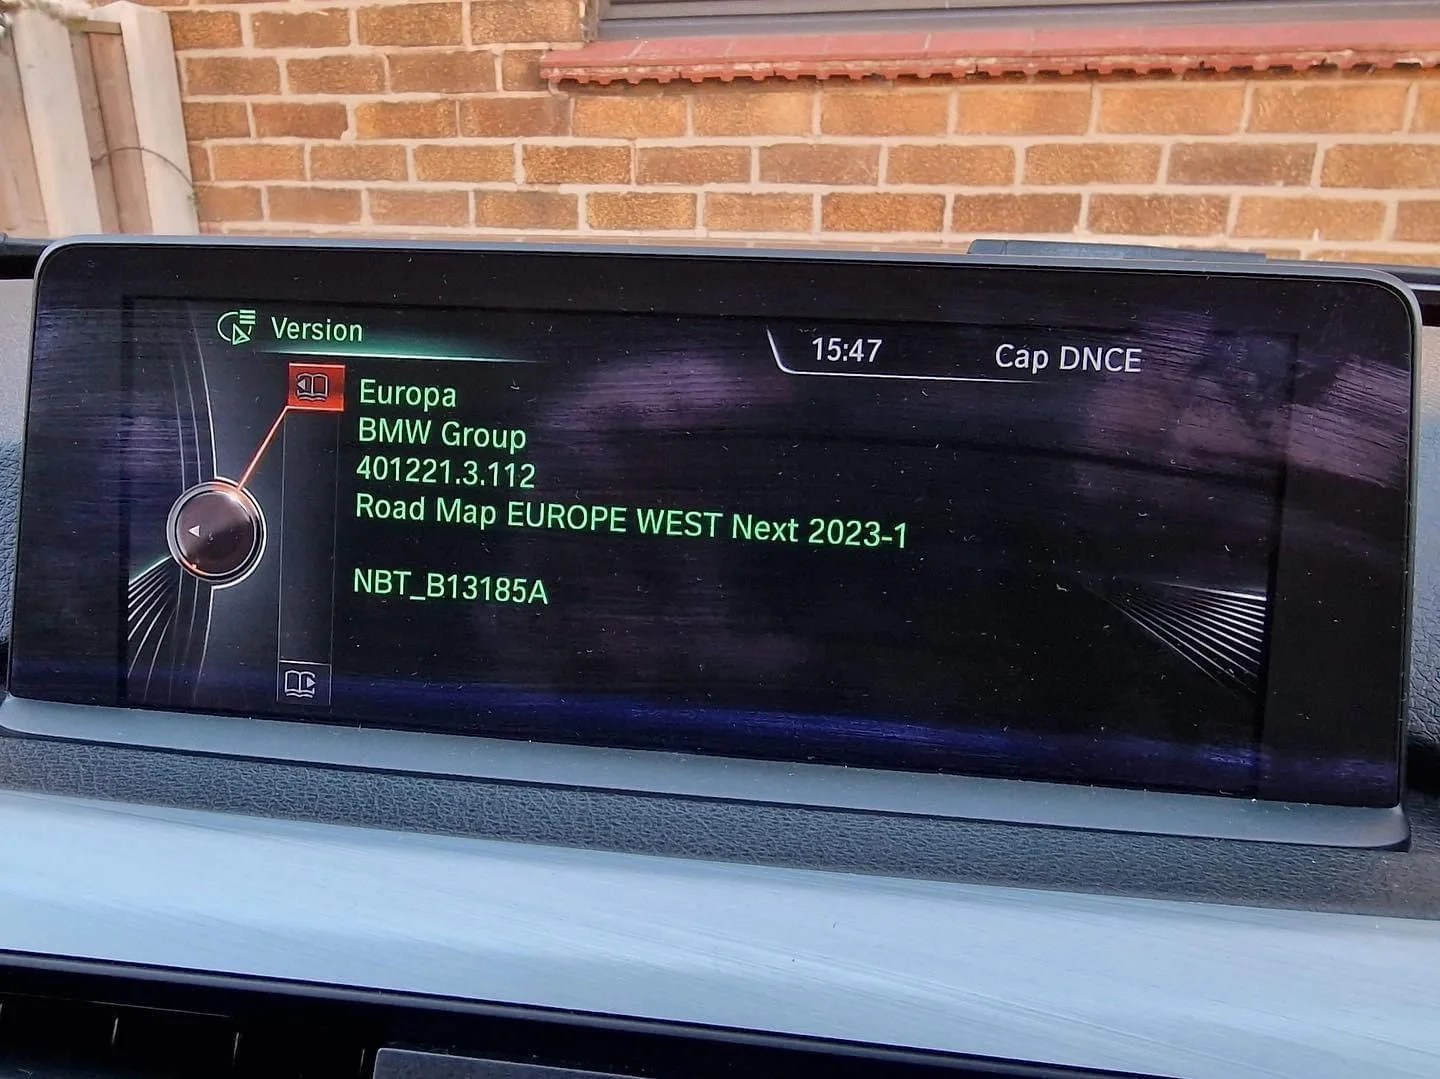 Version
15:47
Cap DNCE
Europa
BMW Group
401221.3.112
Road Map EUROPE WEST Next 2023-1
NBT_B13185A